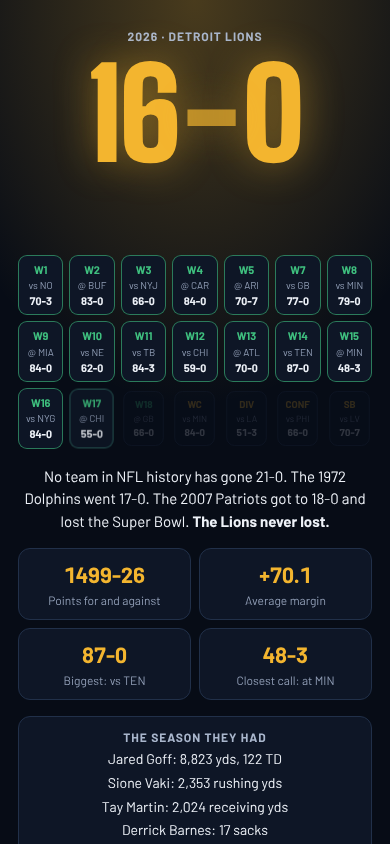 2026 · DETROIT LIONS
16–0
W1 W2 W3 W4 W5 W7 W8
vs NO @ BUF vs NYJ @ CAR @ ARI vs GB vs MIN
70-3 83-0 66-0 84-0 70-7 77-0 79-0
W9 W10 W11 W12 W13 W14 W15
@ MIA vs NE vs TB vs CHI @ ATL vs TEN @ MIN
84-0 62-0 84-3 59-0 70-0 87-0 48-3
W16 W17 W18 WC DIV CONF SB
vs NYG @ CHI @ GB vs MIN vs LA vs PHI vs LV
84-0 55-0 66-0 84-0 51-3 66-0 70-7
No team in NFL history has gone 21-0. The 1972
Dolphins went 17-0. The 2007 Patriots got to 18-0 and
lost the Super Bowl. The Lions never lost.
1499-26 +70.1
Points for and against Average margin
87-0 48-3
Biggest: vs TEN Closest call: at MIN
THE SEASON THEY HAD
Jared Goff: 8,823 yds, 122 TD
Sione Vaki: 2,353 rushing yds
Tay Martin: 2,024 receiving yds
Derrick Barnes: 17 sacks